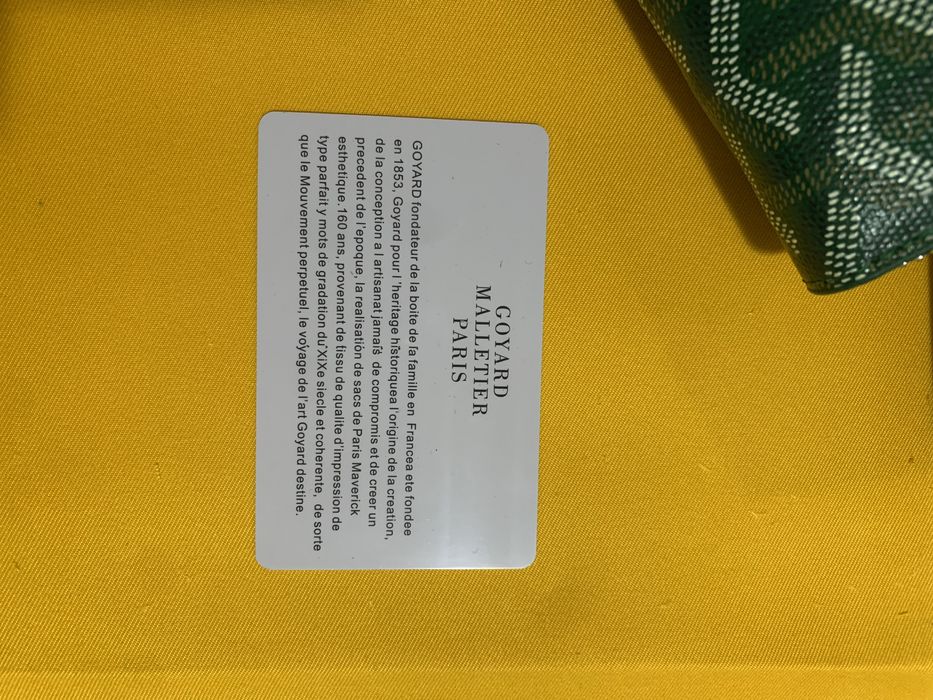 GOYARD
MALLETIER
PARIS
GOYARD fondateur de la boite de la famille en Francea ete fondee
en 1853, Goyard pour l'heritage historiquea l'origine de la creation,
de la conception a l artisanat jamais de compromis et de creer un
precedent de l'epoque, la realisation de sacs de Paris Maverick
esthetique.160 ans, provenant de tissu de qualite d'impression de
type parfait y mots de gradation du'XiXe siecle et coherente, de sorte
que le Mouvement perpetuel, le voyage de l'art Goyard destine.